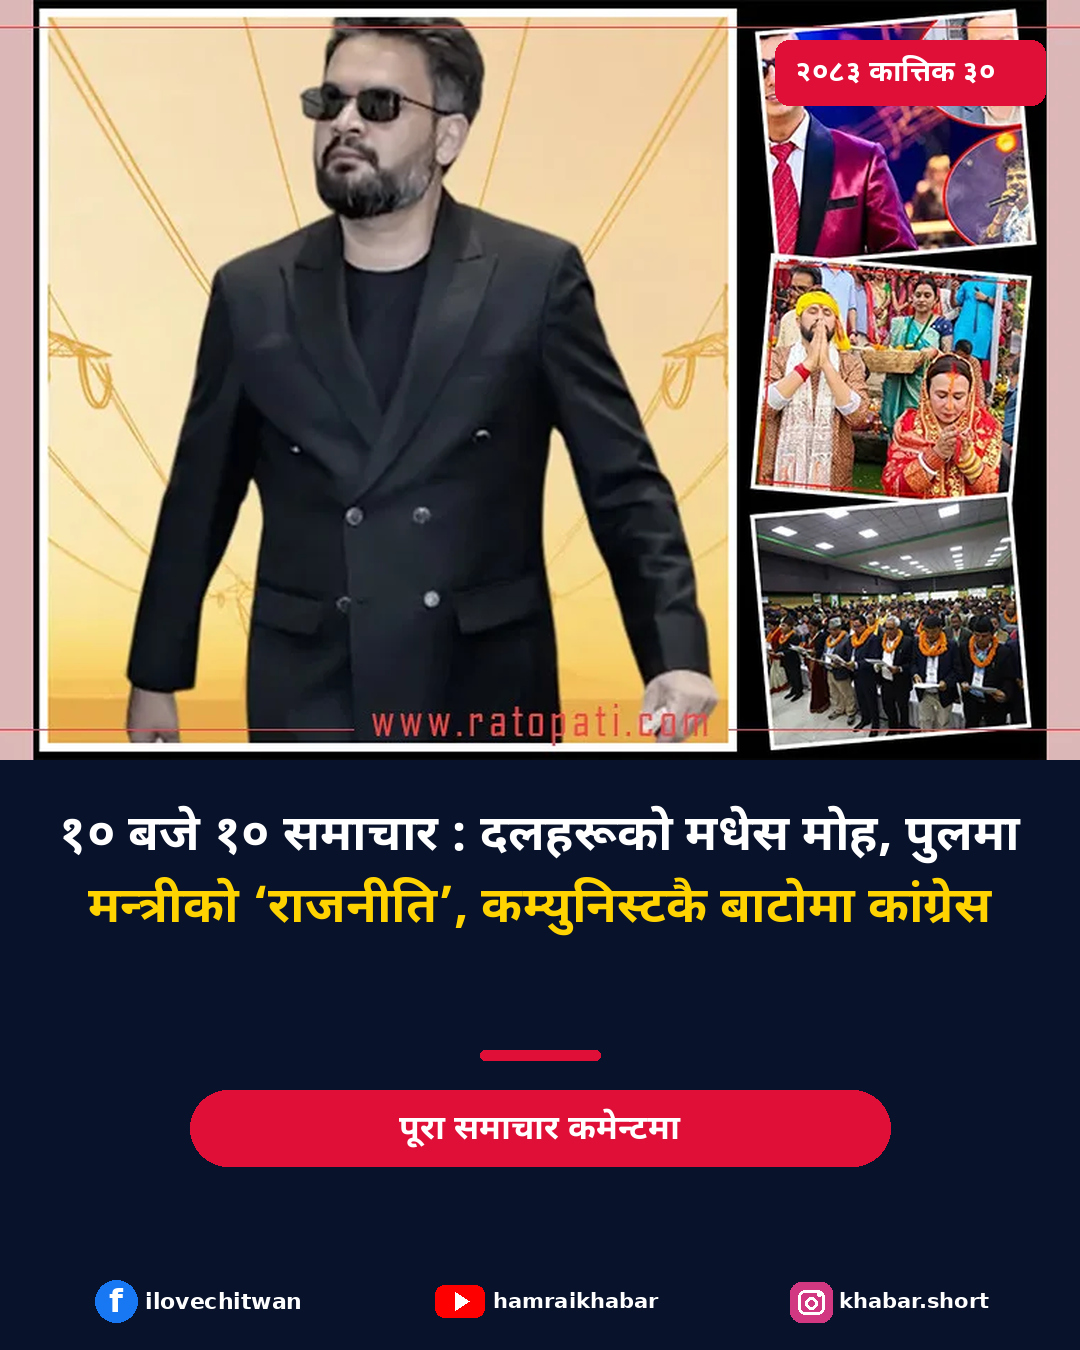 २०८३ कात्तिक ३०
www.ratopati.com
१० बजे १० समाचार : दलहरूको मधेस मोह, पुलमा
मन्त्रीको ‘राजनीति’, कम्युनिस्टकै बाटोमा कांग्रेस
पूरा समाचार कमेन्टमा
ilovechitwan
hamraikhabar
khabar.short